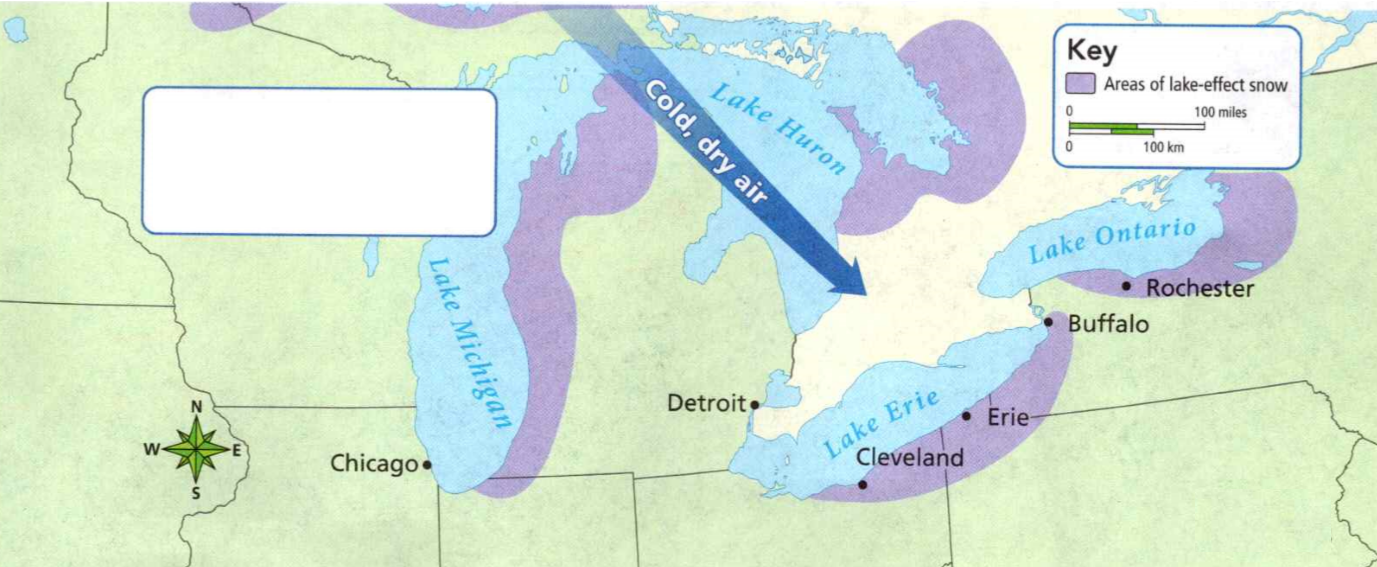 Key
Areas of lake-effect snow
0 100 miles
0 100 km
Cold, dry air
Lake Huron
Lake Ontario
Rochester
Buffalo
Lake Michigan
Detroit
Lake Erie
Erie
Cleveland
Chicago
N
W E
S